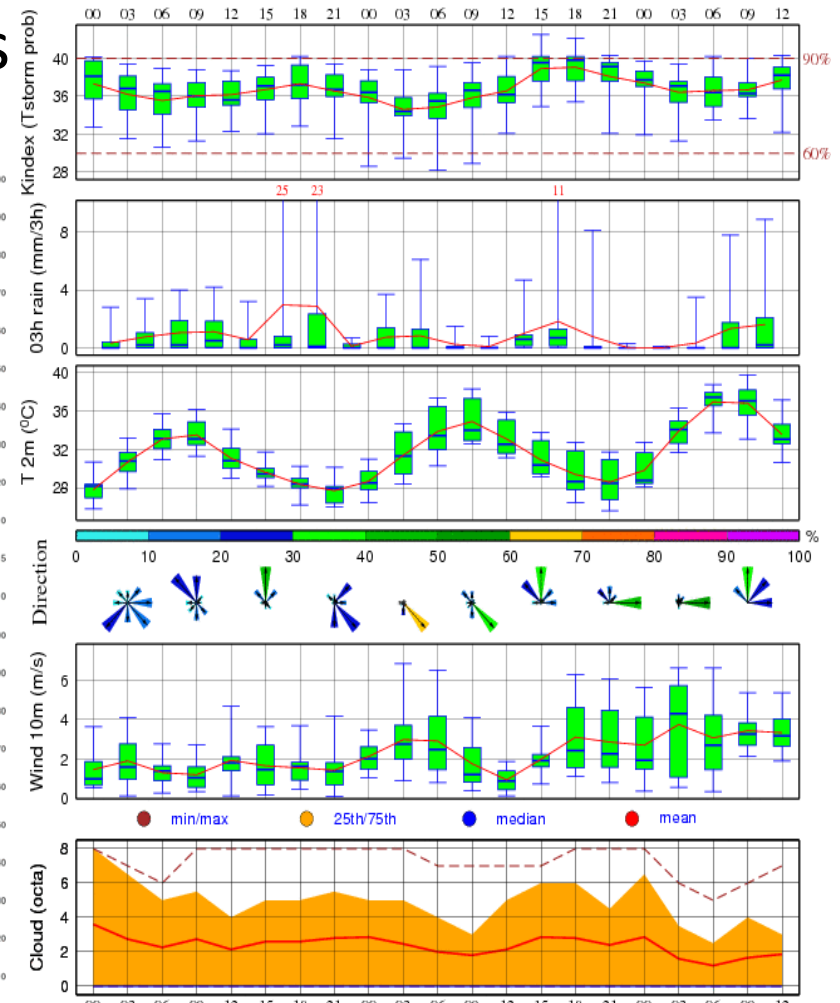 00 03 06 09 12 15 18 21 00 03 06 09 12 15 18 21 00 03 06 09 12
Kindex (Tstorm prob)
40
36
32
28
90%
60%
25 23 11
03h rain (mm/3h)
8
4
0
T 2m (⁰C)
40
36
32
28
%
0 10 20 30 40 50 60 70 80 90 100
Direction
Wind 10m (m/s)
6
4
2
0
min/max 25th/75th median mean
Cloud (octa)
8
6
4
2
0